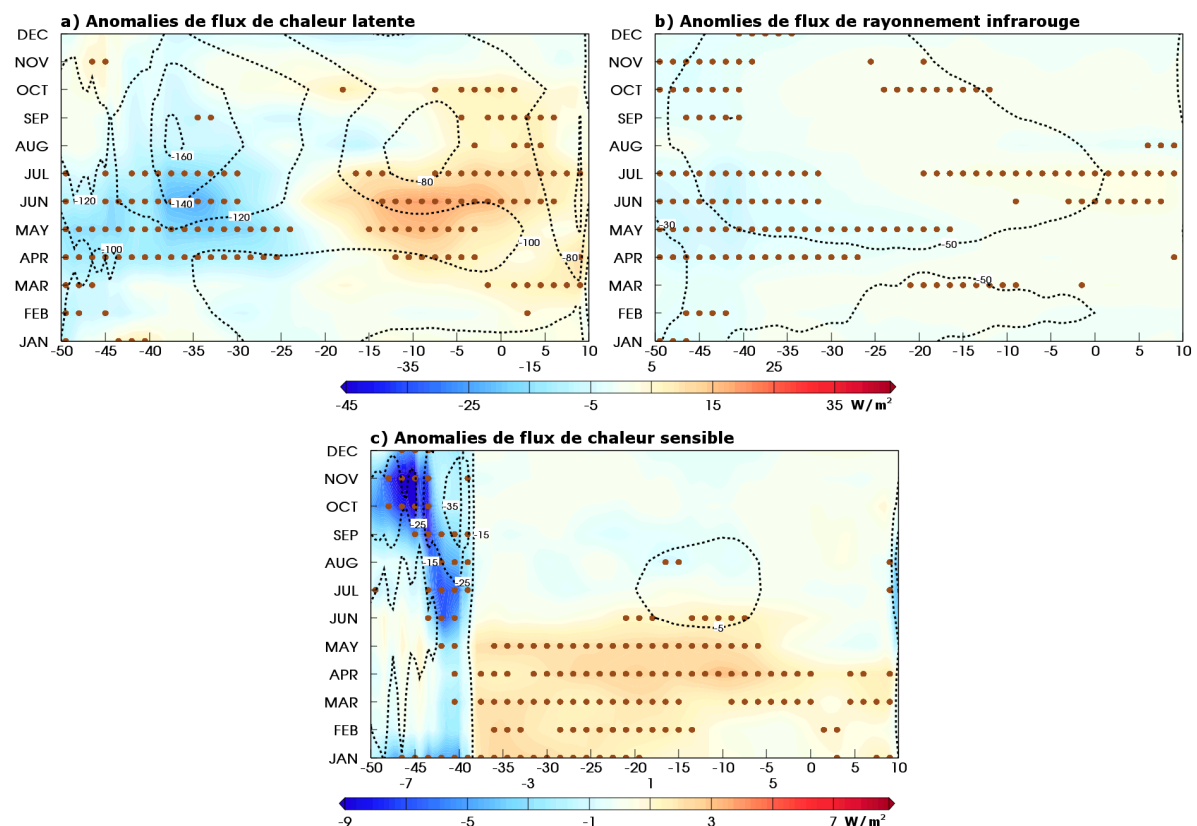 a) Anomalies de flux de chaleur latente
b) Anomlies de flux de rayonnement infrarouge
DEC
NOV
OCT
SEP
AUG
JUL
JUN
MAY
APR
MAR
FEB
JAN
-160
-140
-120
-120
-100
-80
-100
-80
-50 -45 -40 -35 -30 -25 -20 -15 -10 -5 0 5 10
DEC
NOV
OCT
SEP
AUG
JUL
JUN
MAY
APR
MAR
FEB
JAN
-30
-50
-50
-50 -45 -40 -35 -30 -25 -20 -15 -10 -5 0 5 10
-35 -15 5 25
-45 -25 -5 15 35 W/m²
c) Anomalies de flux de chaleur sensible
DEC
NOV
OCT
SEP
AUG
JUL
JUN
MAY
APR
MAR
FEB
JAN
-35
-25
-15
-15
-25
-5
-50 -45 -40 -35 -30 -25 -20 -15 -10 -5 0 5 10
-7 -3 1 5
-9 -5 -1 3 7 W/m²